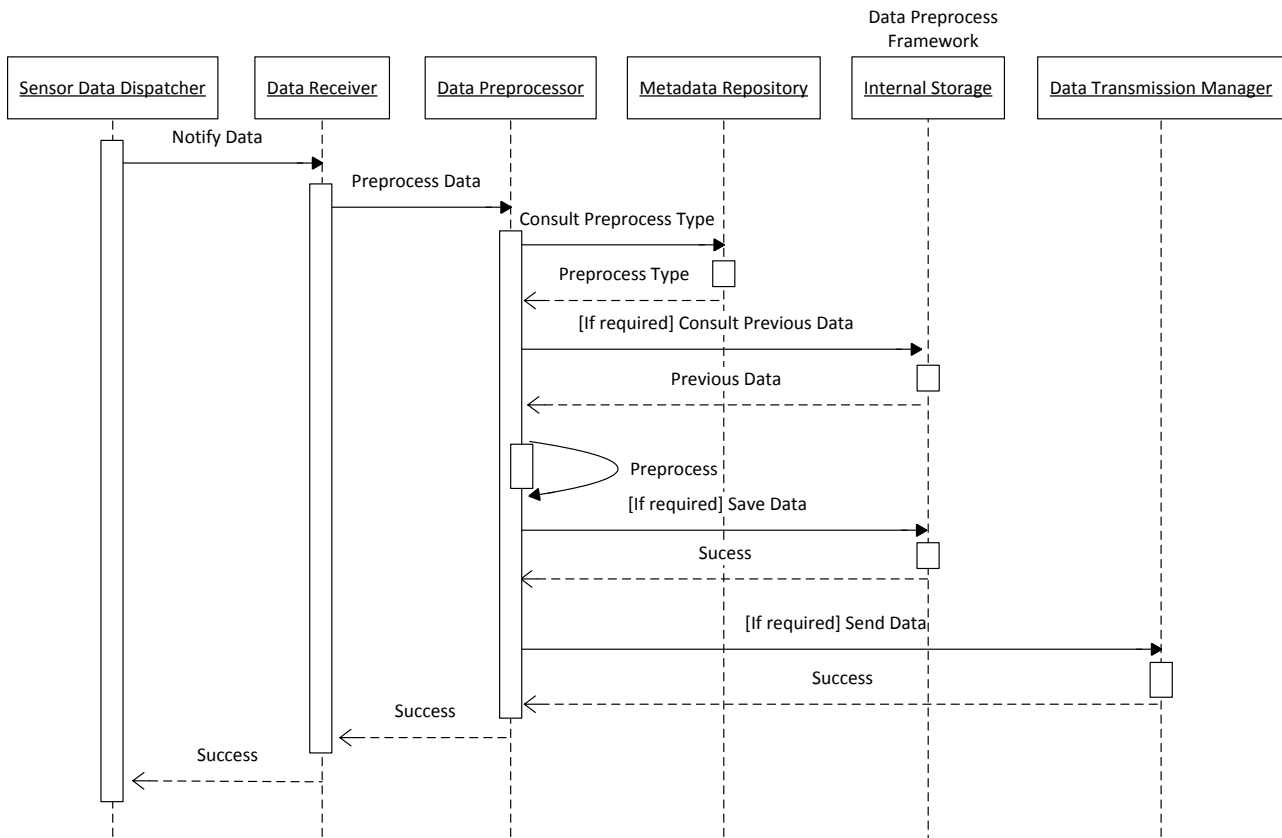 Data Preprocess
Framework
Sensor Data Dispatcher
Data Receiver
Data Preprocessor
Metadata Repository
Internal Storage
Data Transmission Manager
Notify Data
Preprocess Data
Consult Preprocess Type
Preprocess Type
[If required] Consult Previous Data
Previous Data
Preprocess
[If required] Save Data
Sucess
[If required] Send Data
Success
Success
Success